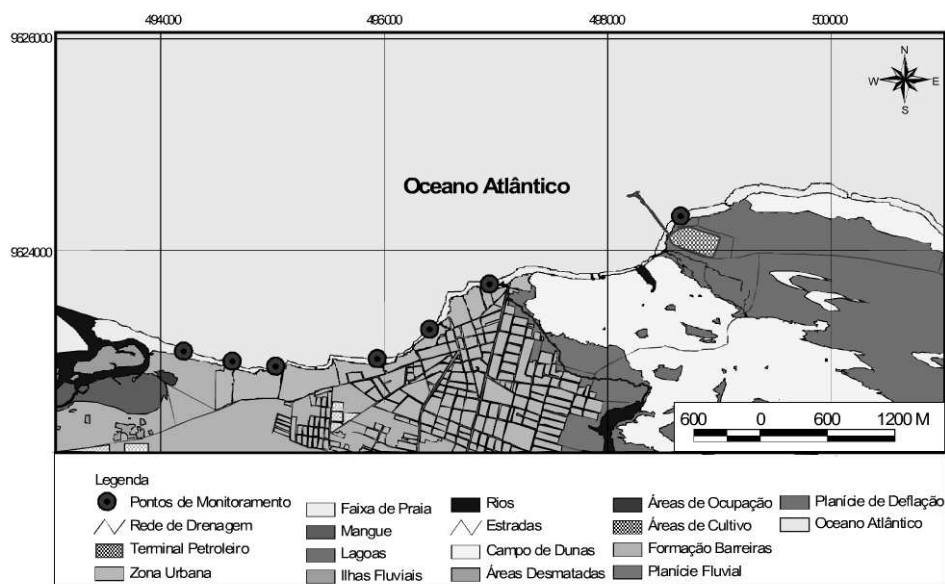 494000 496000 498000 500000
9626000
N
W E
S
Oceano Atlântico
9624000
600 0 600 1200 M
Legenda
Pontos de Monitoramento
Rede de Drenagem
Terminal Petroleiro
Zona Urbana
Faixa de Praia
Mangue
Lagoas
Ilhas Fluviais
Rios
Estradas
Campo de Dunas
Áreas Desmatadas
Áreas de Ocupação
Áreas de Cultivo
Formação Barreiras
Planície Fluvial
Planície de Deflação
Oceano Atlântico